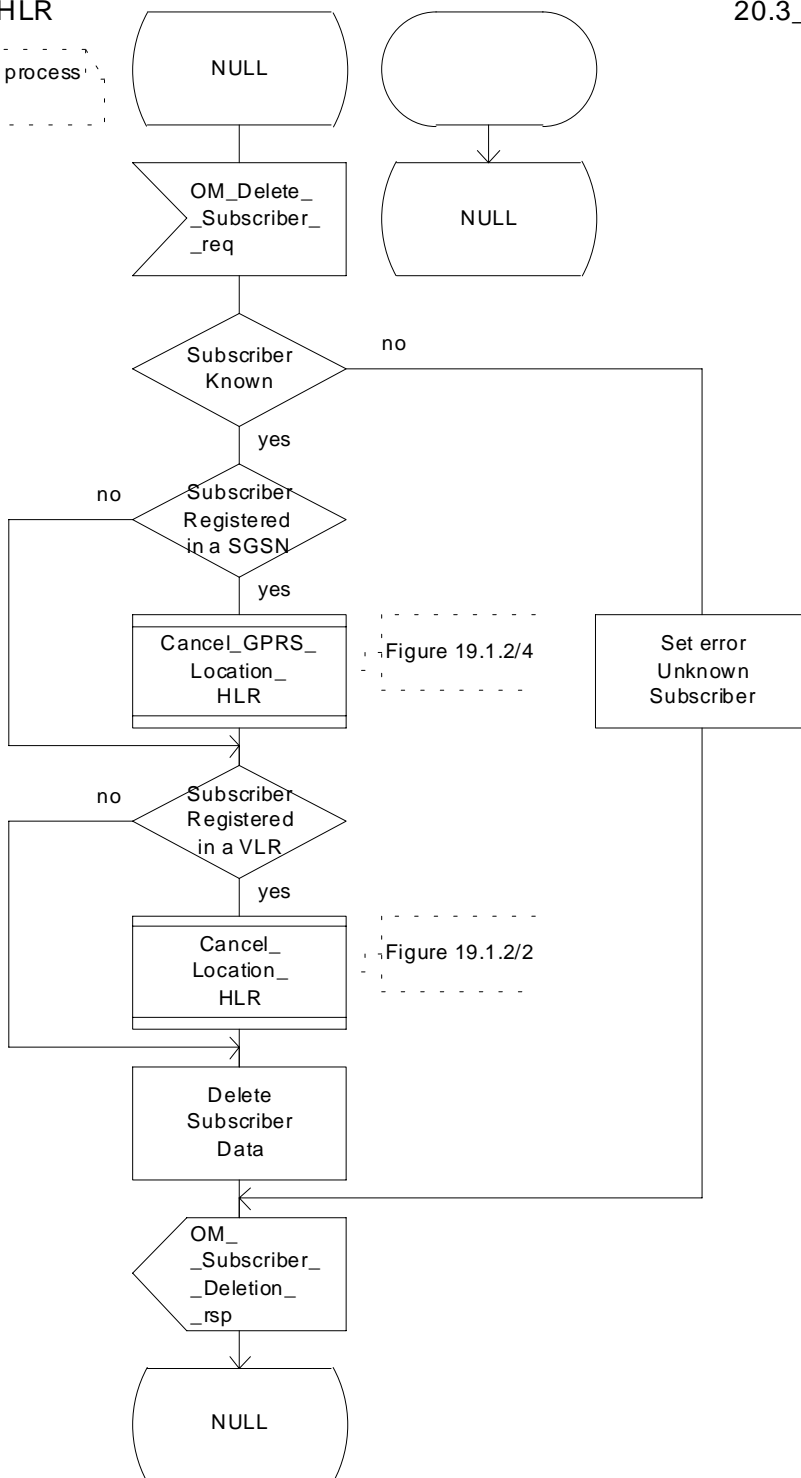 HLR
20.3_
process
NULL
OM_Delete_
_Subscriber_
_req
NULL
Subscriber
Known
no
yes
no
Subscriber
Registered
in a SGSN
yes
Cancel_GPRS_
Location_
HLR
Figure 19.1.2/4
Set error
Unknown
Subscriber
no
Subscriber
Registered
in a VLR
yes
Cancel_
Location_
HLR
Figure 19.1.2/2
Delete
Subscriber
Data
OM_
_Subscriber_
_Deletion_
_rsp
NULL